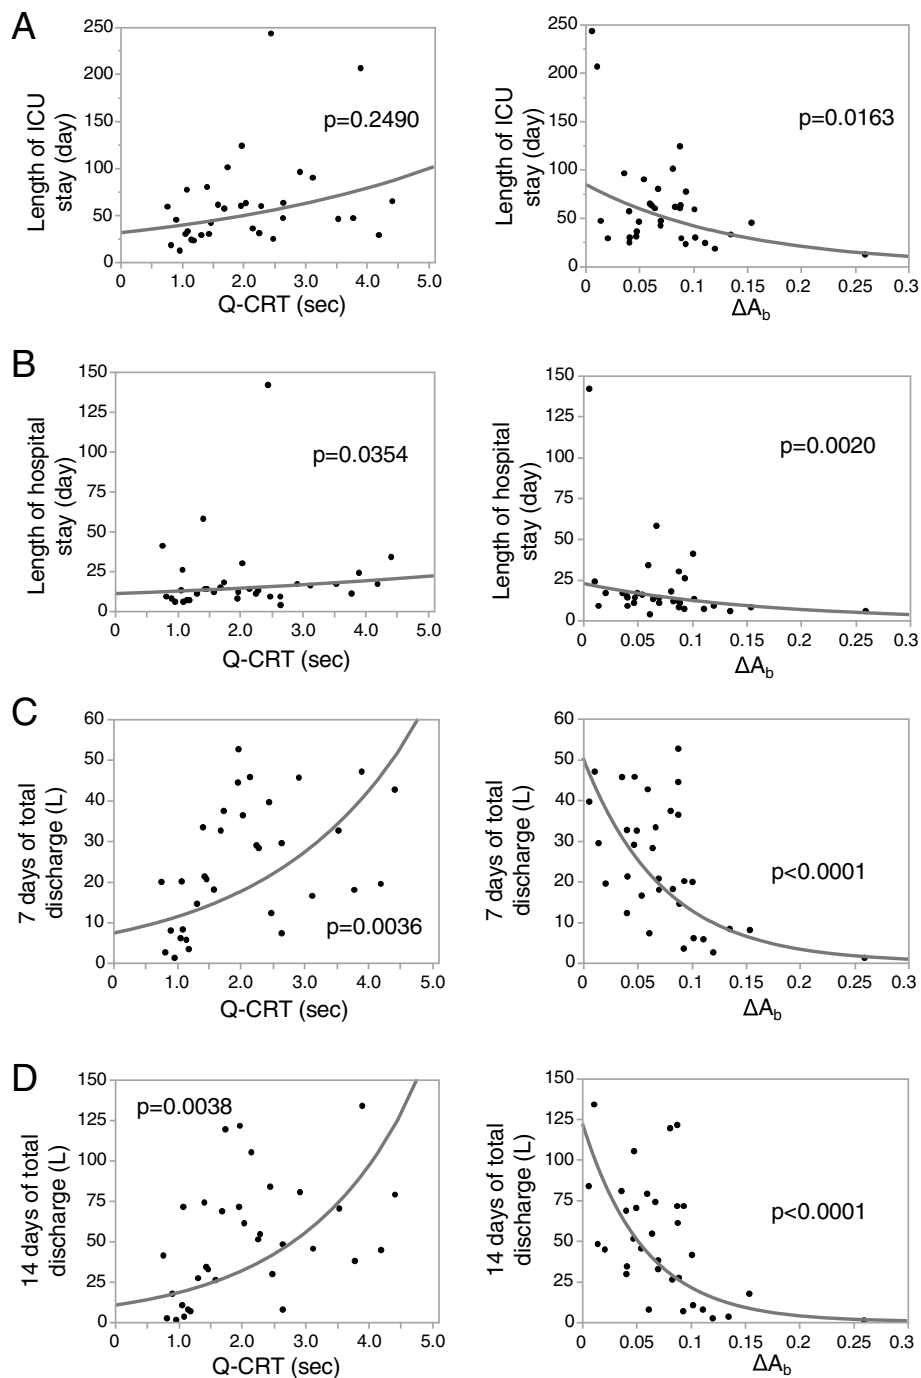 A
Length of ICU
stay (day)
250
200
150
100
50
0
p=0.2490
0
1.0
2.0
3.0
4.0
5.0
Q-CRT (sec)
Length of ICU
stay (day)
250
200
150
100
50
0
p=0.0163
0
0.05
0.1
0.15
0.2
0.25
0.3
ΔAb
B
Length of hospital
stay (day)
150
125
100
75
50
25
0
p=0.0354
0
1.0
2.0
3.0
4.0
5.0
Q-CRT (sec)
Length of hospital
stay (day)
150
125
100
75
50
25
0
p=0.0020
0
0.05
0.1
0.15
0.2
0.25
0.3
ΔAb
C
7 days of total
discharge (L)
60
50
40
30
20
10
0
p=0.0036
0
1.0
2.0
3.0
4.0
5.0
Q-CRT (sec)
7 days of total
discharge (L)
60
50
40
30
20
10
0
p<0.0001
0
0.05
0.1
0.15
0.2
0.25
0.3
ΔAb
D
14 days of total
discharge (L)
150
125
100
75
50
25
0
p=0.0038
0
1.0
2.0
3.0
4.0
5.0
Q-CRT (sec)
14 days of total
discharge (L)
150
125
100
75
50
25
0
p<0.0001
0
0.05
0.1
0.15
0.2
0.25
0.3
ΔAb